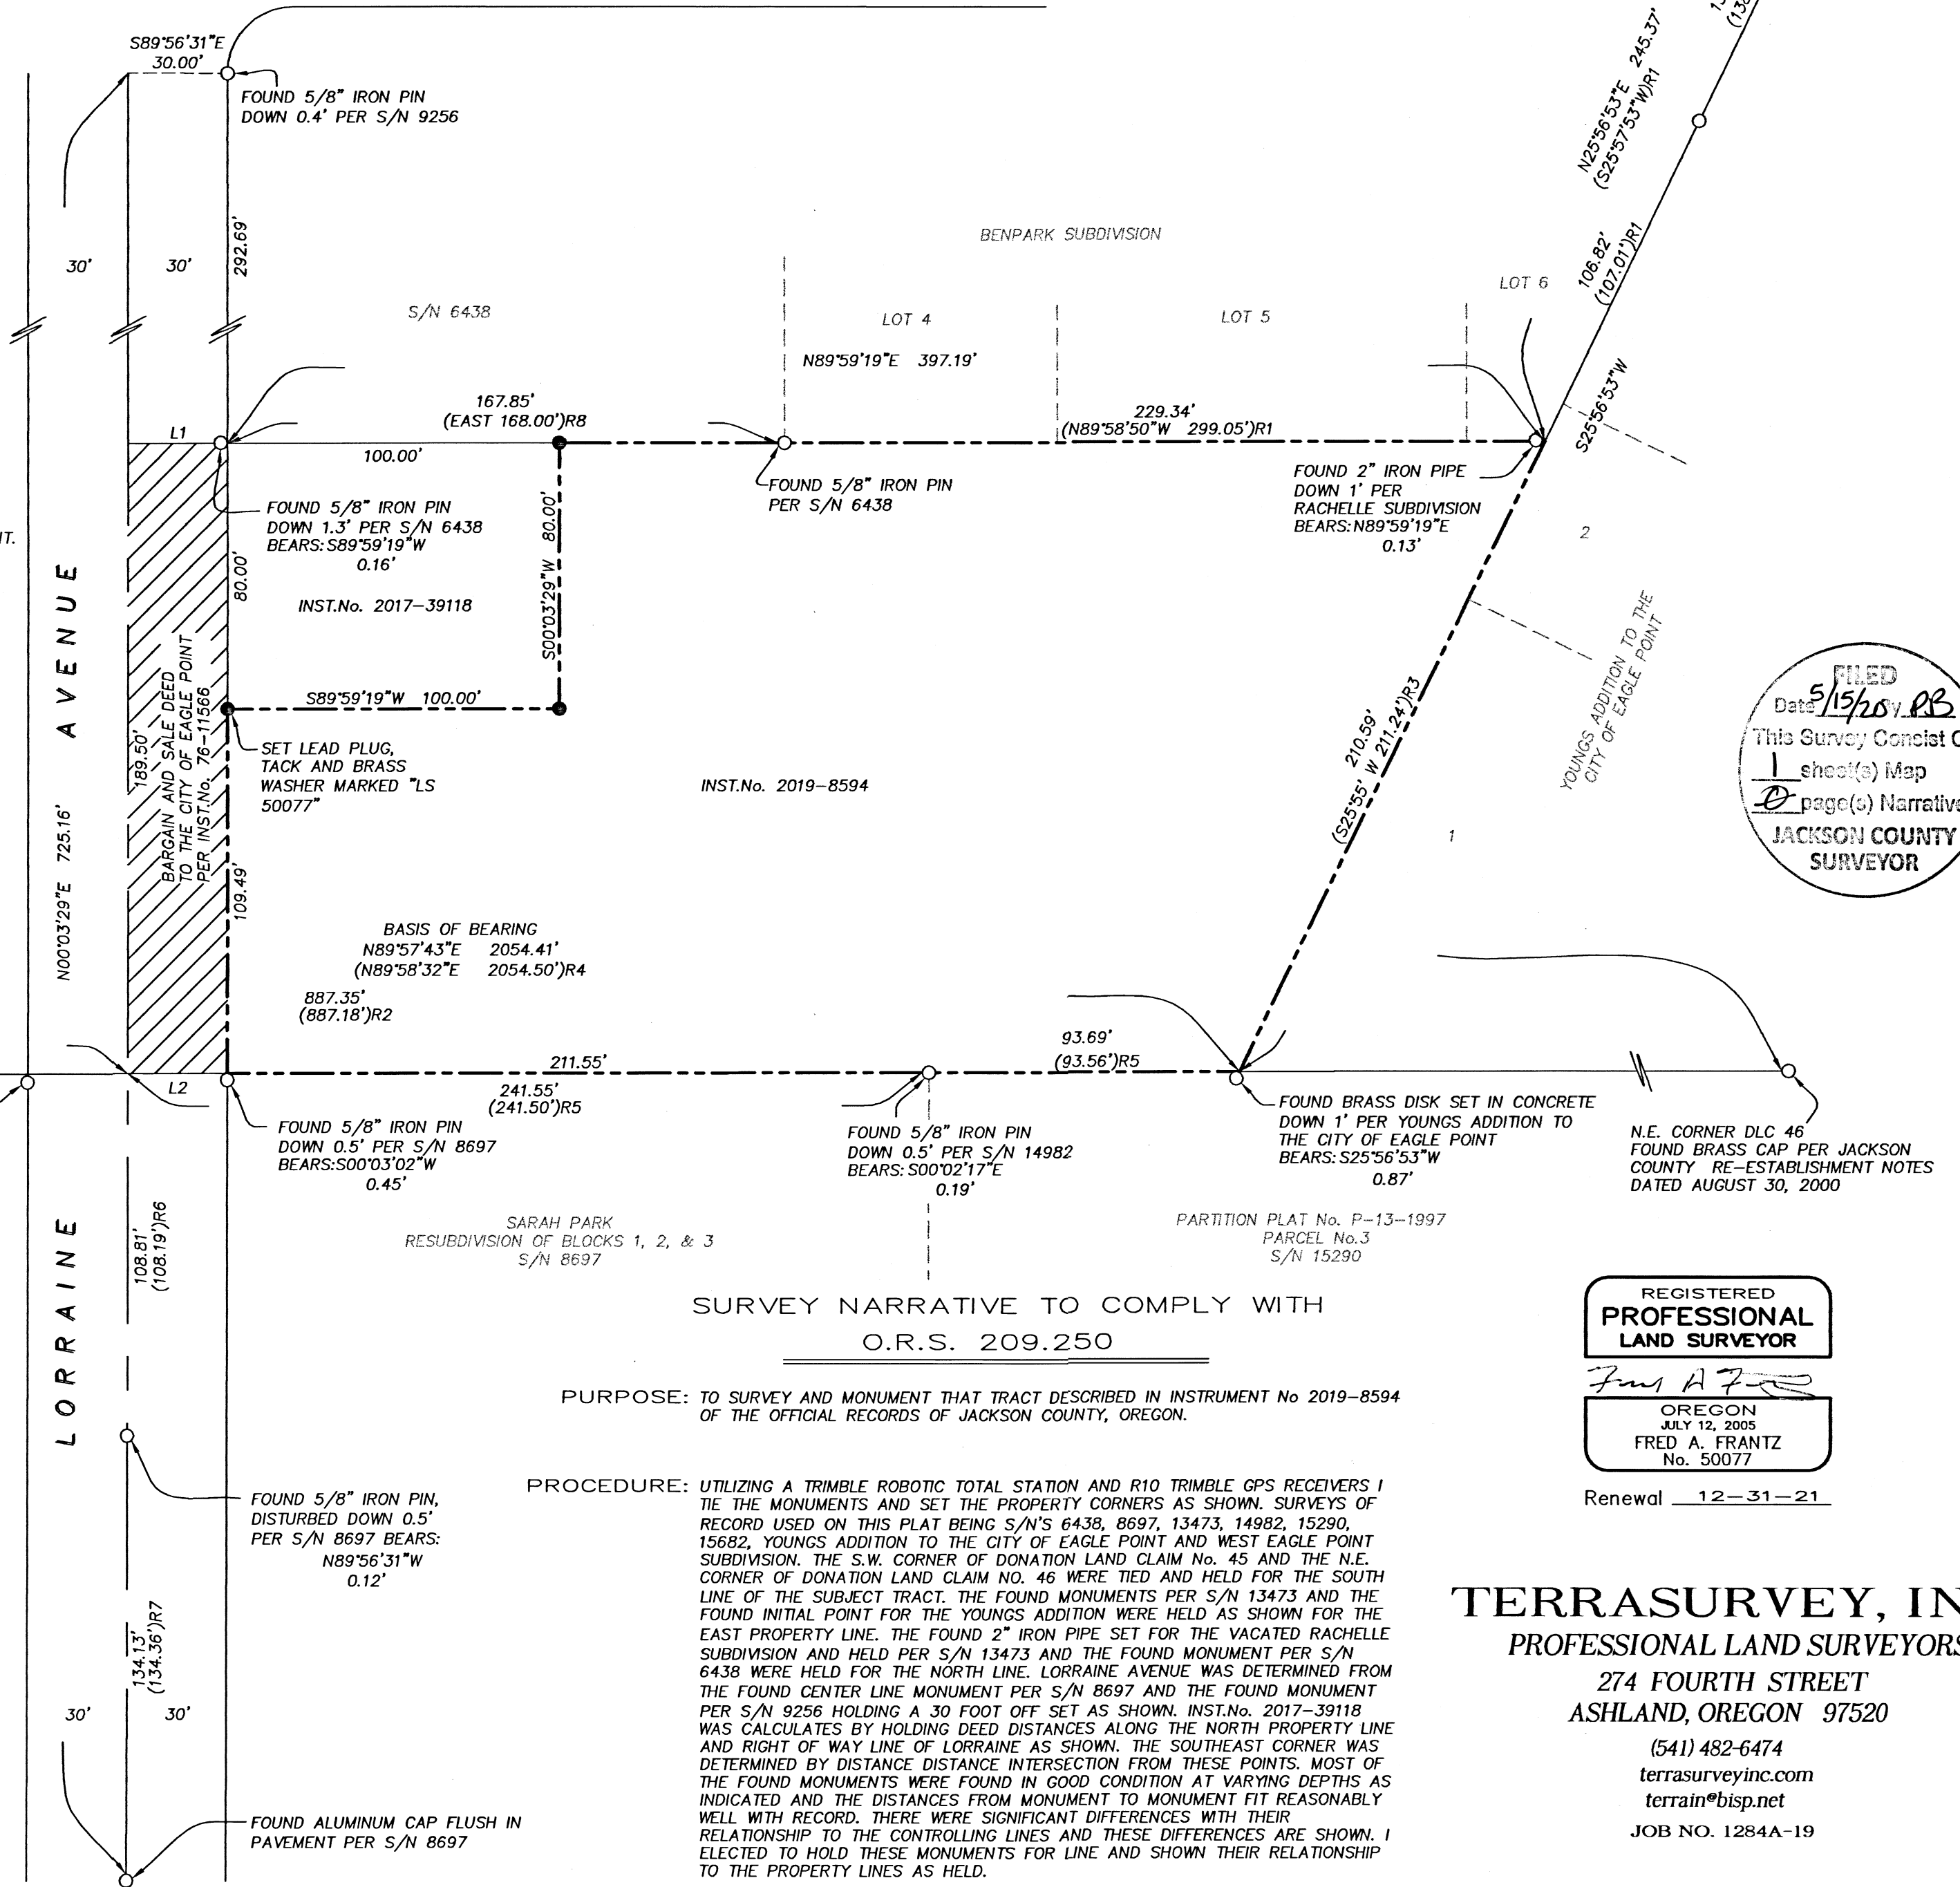 S89°56'31"E
30.00'
FOUND 5/8" IRON PIN
DOWN 0.4' PER S/N 9256
30'
30'
292.69'
N25°56'53"E 245.37'
(S25°57'53"W)R1
106.82'
(107.01')R1
BENPARK SUBDIVISION
S/N 6438
LOT 4
LOT 5
LOT 6
N89°59'19"E 397.19'
167.85'
(EAST 168.00')R8
229.34'
(N89°58'50"W 299.05')R1
S25°56'53"W
L1
100.00'
FOUND 5/8" IRON PIN
DOWN 1.3' PER S/N 6438
BEARS: S89°59'19"W
0.16'
FOUND 5/8" IRON PIN
PER S/N 6438
FOUND 2" IRON PIPE
DOWN 1' PER
RACHELLE SUBDIVISION
BEARS: N89°59'19"E
0.13'
2
80.00'
INST.No. 2017-39118
S00°03'29"W 80.00'
S89°59'19"W 100.00'
SET LEAD PLUG,
TACK AND BRASS
WASHER MARKED "LS
50077"
INST.No. 2019-8594
210.59'
(S25°55' W 211.24')R3
YOUNGS ADDITION TO THE
CITY OF EAGLE POINT
1
AVENUE
N00°03'29"E 725.16'
189.50'
BARGAIN AND SALE DEED
TO THE CITY OF EAGLE POINT
PER INST.No. 76-11566
109.49'
FILED
Date 5/15/20 By PB
This Survey Consist O
1 sheet(s) Map
0 page(s) Narrative
JACKSON COUNTY
SURVEYOR
BASIS OF BEARING
N89°57'43"E 2054.41'
(N89°58'32"E 2054.50')R4
887.35'
(887.18')R2
211.55'
241.55'
(241.50')R5
93.69'
(93.56')R5
L2
FOUND 5/8" IRON PIN
DOWN 0.5' PER S/N 8697
BEARS: S00°03'02"W
0.45'
FOUND 5/8" IRON PIN
DOWN 0.5' PER S/N 14982
BEARS: S00°02'17"E
0.19'
FOUND BRASS DISK SET IN CONCRETE
DOWN 1' PER YOUNGS ADDITION TO
THE CITY OF EAGLE POINT
BEARS: S25°56'53"W
0.87'
N.E. CORNER DLC 46
FOUND BRASS CAP PER JACKSON
COUNTY RE-ESTABLISHMENT NOTES
DATED AUGUST 30, 2000
LORRAINE
108.81'
(108.19')R6
SARAH PARK
RESUBDIVISION OF BLOCKS 1, 2, & 3
S/N 8697
PARTITION PLAT No. P-13-1997
PARCEL No.3
S/N 15290
FOUND 5/8" IRON PIN,
DISTURBED DOWN 0.5'
PER S/N 8697 BEARS:
N89°56'31"W
0.12'
134.13'
(134.36')R7
30'
30'
FOUND ALUMINUM CAP FLUSH IN
PAVEMENT PER S/N 8697
SURVEY NARRATIVE TO COMPLY WITH
O.R.S. 209.250
PURPOSE: TO SURVEY AND MONUMENT THAT TRACT DESCRIBED IN INSTRUMENT No 2019-8594
OF THE OFFICIAL RECORDS OF JACKSON COUNTY, OREGON.
PROCEDURE: UTILIZING A TRIMBLE ROBOTIC TOTAL STATION AND R10 TRIMBLE GPS RECEIVERS I
TIE THE MONUMENTS AND SET THE PROPERTY CORNERS AS SHOWN. SURVEYS OF
RECORD USED ON THIS PLAT BEING S/N'S 6438, 8697, 13473, 14982, 15290,
15682, YOUNGS ADDITION TO THE CITY OF EAGLE POINT AND WEST EAGLE POINT
SUBDIVISION. THE S.W. CORNER OF DONATION LAND CLAIM No. 45 AND THE N.E.
CORNER OF DONATION LAND CLAIM NO. 46 WERE TIED AND HELD FOR THE SOUTH
LINE OF THE SUBJECT TRACT. THE FOUND MONUMENTS PER S/N 13473 AND THE
FOUND INITIAL POINT FOR THE YOUNGS ADDITION WERE HELD AS SHOWN FOR THE
EAST PROPERTY LINE. THE FOUND 2" IRON PIPE SET FOR THE VACATED RACHELLE
SUBDIVISION AND HELD PER S/N 13473 AND THE FOUND MONUMENT PER S/N
6438 WERE HELD FOR THE NORTH LINE. LORRAINE AVENUE WAS DETERMINED FROM
THE FOUND CENTER LINE MONUMENT PER S/N 8697 AND THE FOUND MONUMENT
PER S/N 9256 HOLDING A 30 FOOT OFF SET AS SHOWN. INST.No. 2017-39118
WAS CALCULATES BY HOLDING DEED DISTANCES ALONG THE NORTH PROPERTY LINE
AND RIGHT OF WAY LINE OF LORRAINE AS SHOWN. THE SOUTHEAST CORNER WAS
DETERMINED BY DISTANCE DISTANCE INTERSECTION FROM THESE POINTS. MOST OF
THE FOUND MONUMENTS WERE FOUND IN GOOD CONDITION AT VARYING DEPTHS AS
INDICATED AND THE DISTANCES FROM MONUMENT TO MONUMENT FIT REASONABLY
WELL WITH RECORD. THERE WERE SIGNIFICANT DIFFERENCES WITH THEIR
RELATIONSHIP TO THE CONTROLLING LINES AND THESE DIFFERENCES ARE SHOWN. I
ELECTED TO HOLD THESE MONUMENTS FOR LINE AND SHOWN THEIR RELATIONSHIP
TO THE PROPERTY LINES AS HELD.
REGISTERED
PROFESSIONAL
LAND SURVEYOR
OREGON
JULY 12, 2005
FRED A. FRANTZ
No. 50077
Renewal 12-31-21
TERRASURVEY, IN
PROFESSIONAL LAND SURVEYORS
274 FOURTH STREET
ASHLAND, OREGON 97520
(541) 482-6474
terrasurveyinc.com
terrain@bisp.net
JOB NO. 1284A-19